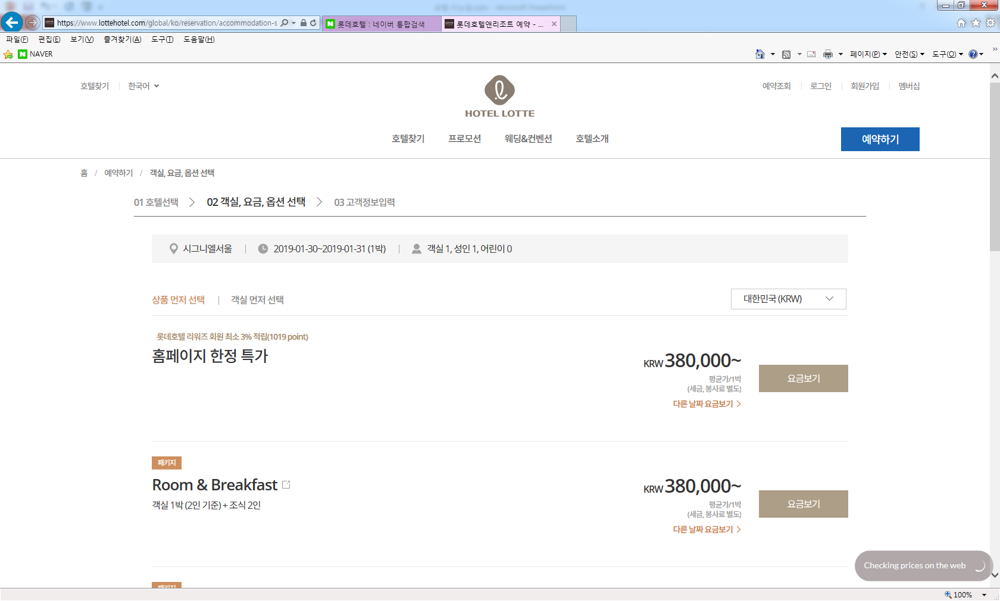 https://www.lottehotel.com/global/ko/reservation/accommodation-s
롯데호텔 : 네이버 통합검색
롯데호텔앤리조트 예약 - ...
파일(F) 편집(E) 보기(V) 즐겨찾기(A) 도구(T) 도움말(H)
NAVER
페이지(P) 안전(S) 도구(O)
호텔찾기 한국어
HOTEL LOTTE
예약조회 로그인 회원가입 멤버십
호텔찾기 프로모션 웨딩&컨벤션 호텔소개
예약하기
홈 / 예약하기 / 객실, 요금, 옵션 선택
01 호텔선택 > 02 객실, 요금, 옵션 선택 > 03 고객정보입력
시그니엘서울 | 2019-01-30~2019-01-31 (1박) | 객실 1, 성인 1, 어린이 0
상품 먼저 선택 | 객실 먼저 선택
대한민국 (KRW)
롯데호텔 리워즈 회원 최소 3% 적립(1019 point)
홈페이지 한정 특가
KRW 380,000~
평균가/1박
(세금, 봉사료 별도)
다른 날짜 요금보기 >
요금보기
패키지
Room & Breakfast
객실 1박 (2인 기준) + 조식 2인
KRW 380,000~
평균가/1박
(세금, 봉사료 별도)
다른 날짜 요금보기 >
요금보기
패키지
Checking prices on the web
100%